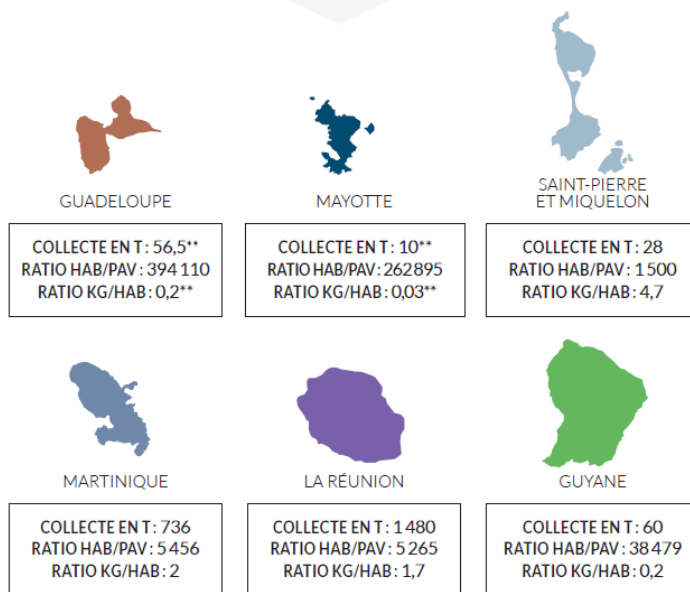 GUADELOUPE
COLLECTE EN T : 56,5**
RATIO HAB/PAV : 394 110
RATIO KG/HAB : 0,2**
MAYOTTE
COLLECTE EN T : 10**
RATIO HAB/PAV : 262 895
RATIO KG/HAB : 0,03**
SAINT-PIERRE
ET MIQUELON
COLLECTE EN T : 28
RATIO HAB/PAV : 1 500
RATIO KG/HAB : 4,7
MARTINIQUE
COLLECTE EN T : 736
RATIO HAB/PAV : 5 456
RATIO KG/HAB : 2
LA RÉUNION
COLLECTE EN T : 1 480
RATIO HAB/PAV : 5 265
RATIO KG/HAB : 1,7
GUYANE
COLLECTE EN T : 60
RATIO HAB/PAV : 38 479
RATIO KG/HAB : 0,2